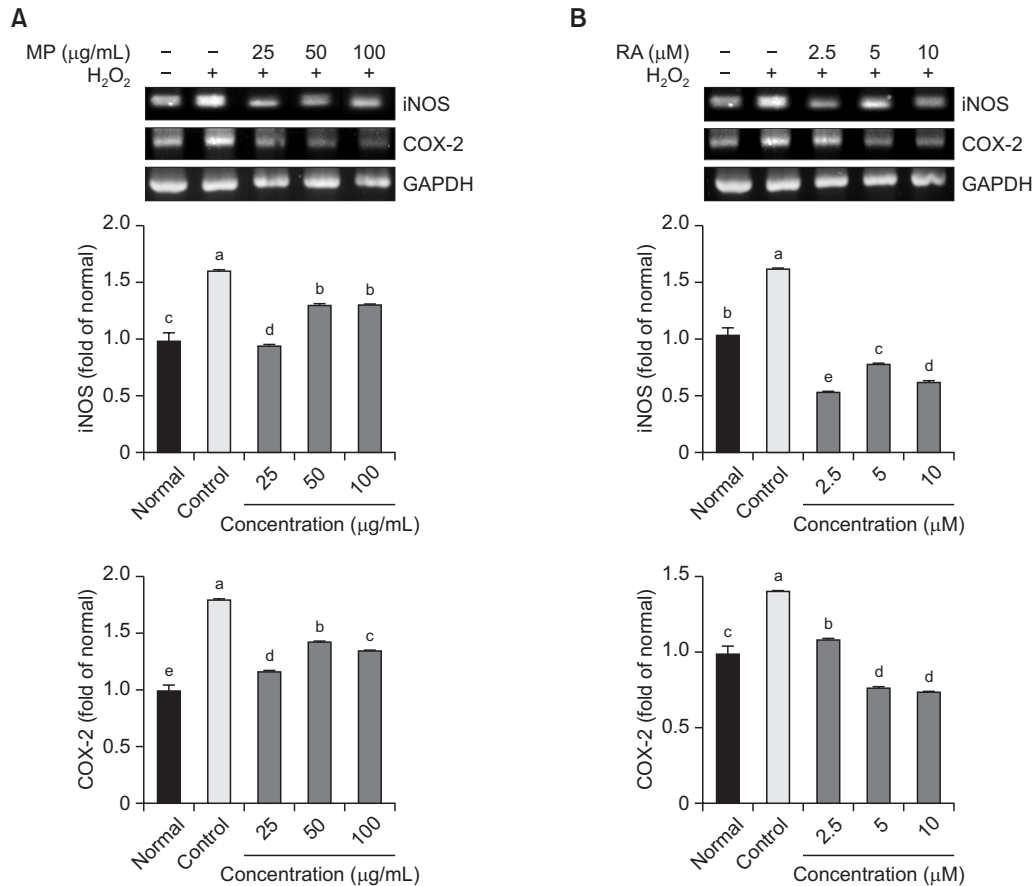 A
MP (μg/mL) – – 25 50 100
H₂O₂ – + + + +
iNOS
COX-2
GAPDH
iNOS (fold of normal)
2.0
1.5
1.0
0.5
0
c a d b b
Normal Control 25 50 100
Concentration (μg/mL)
COX-2 (fold of normal)
2.0
1.5
1.0
0.5
0
e a d b c
Normal Control 25 50 100
Concentration (μg/mL)
B
RA (μM) – – 2.5 5 10
H₂O₂ – + + + +
iNOS
COX-2
GAPDH
iNOS (fold of normal)
2.0
1.5
1.0
0.5
0
b a e c d
Normal Control 2.5 5 10
Concentration (μM)
COX-2 (fold of normal)
1.5
1.0
0.5
0
c a b d d
Normal Control 2.5 5 10
Concentration (μM)